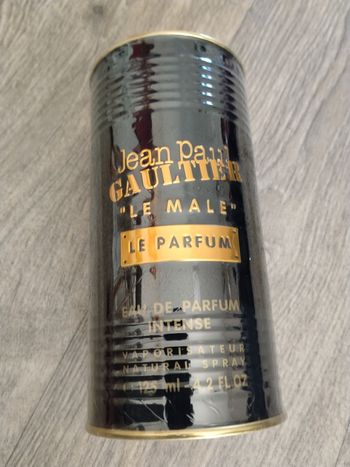 Jean Paul
GAULTIER
"LE MALE"
LE PARFUM
EAU DE PARFUM
INTENSE
VAPORISATEUR
NATURAL SPRAY
℮ 125 ml - 4.2 FL OZ